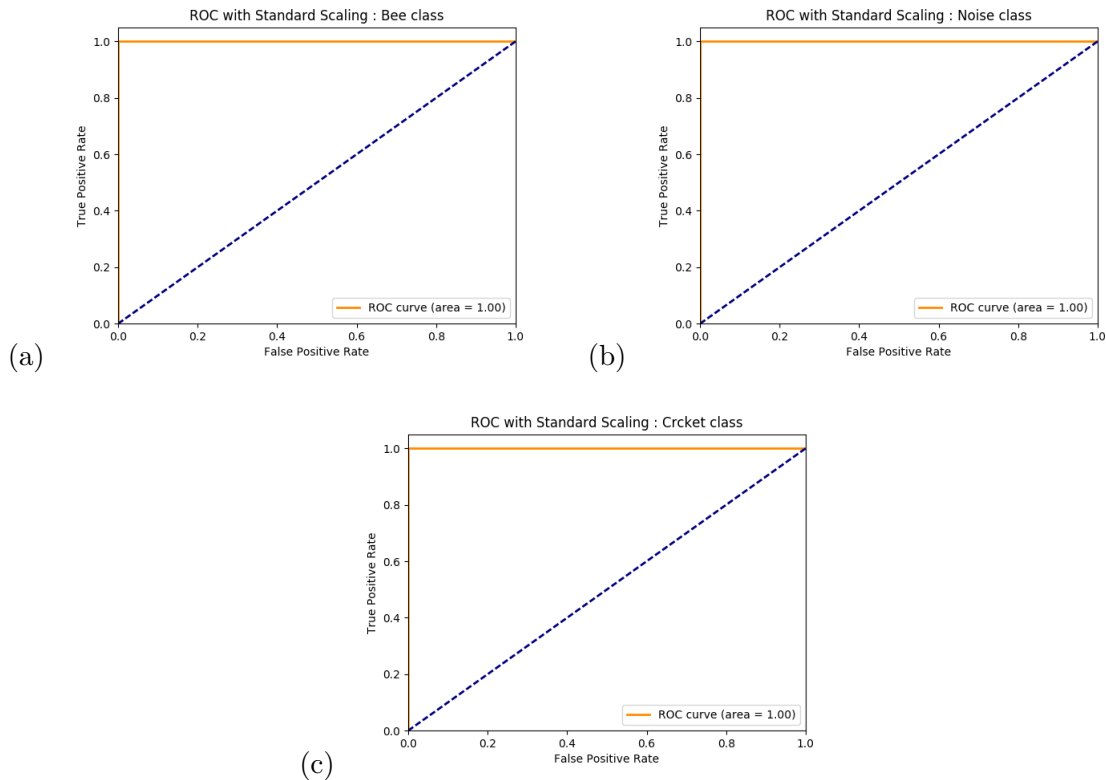 ROC with Standard Scaling : Bee class
True Positive Rate
1.0
0.8
0.6
0.4
0.2
0.0
ROC curve (area = 1.00)
0.0 0.2 0.4 0.6 0.8 1.0
False Positive Rate
(a)
ROC with Standard Scaling : Noise class
True Positive Rate
1.0
0.8
0.6
0.4
0.2
0.0
ROC curve (area = 1.00)
0.0 0.2 0.4 0.6 0.8 1.0
False Positive Rate
(b)
ROC with Standard Scaling : Crcket class
True Positive Rate
1.0
0.8
0.6
0.4
0.2
0.0
ROC curve (area = 1.00)
0.0 0.2 0.4 0.6 0.8 1.0
False Positive Rate
(c)